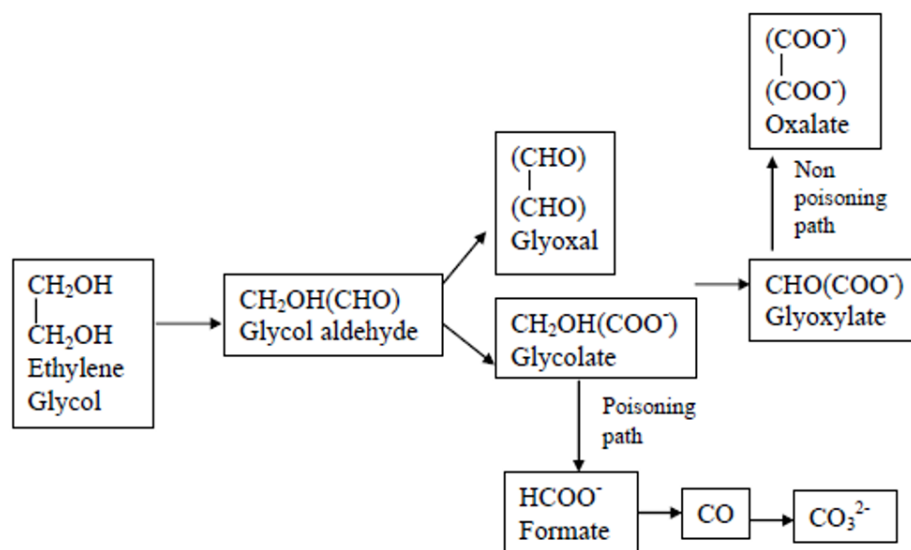 CH₂OH
CH₂OH
Ethylene
Glycol
CH₂OH(CHO)
Glycol aldehyde
(CHO)
(CHO)
Glyoxal
CH₂OH(COO⁻)
Glycolate
Poisoning
path
HCOO⁻
Formate
CO
CO₃²⁻
CHO(COO⁻)
Glyoxylate
Non
poisoning
path
(COO⁻)
(COO⁻)
Oxalate